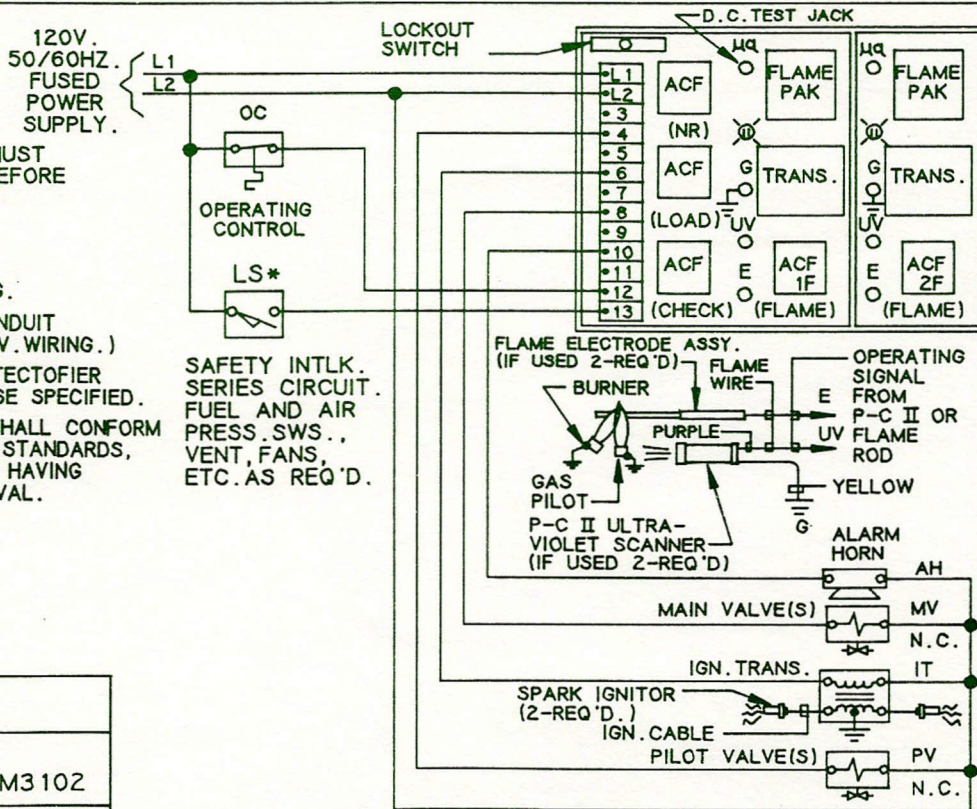 120V.
50/60HZ.
FUSED
POWER
SUPPLY.
L1
L2
LOCKOUT
SWITCH
D.C. TEST JACK
OC
OPERATING
CONTROL
LS*
SAFETY INTLK.
SERIES CIRCUIT.
FUEL AND AIR
PRESS. SWS.,
VENT, FANS,
ETC. AS REQ'D.
UST
EFORE
G.
NDUIT
V. WIRING.)
TECTOFIER
SE SPECIFIED.
HALL CONFORM
STANDARDS,
HAVING
VAL.
M3102
L1
L2
3
4
5
6
7
8
9
10
11
12
13
ACF
(NR)
ACF
(LOAD)
ACF
(CHECK)
μa
FLAME
PAK
G
TRANS.
UV
E
ACF
1F
(FLAME)
μa
FLAME
PAK
G
TRANS.
UV
E
ACF
2F
(FLAME)
FLAME ELECTRODE ASSY.
(IF USED 2-REQ'D)
BURNER
FLAME
WIRE
OPERATING
SIGNAL
FROM
P-C II OR
FLAME
ROD
E
UV
PURPLE
YELLOW
G
GAS
PILOT
P-C II ULTRA-
VIOLET SCANNER
(IF USED 2-REQ'D)
ALARM
HORN
AH
MAIN VALVE(S)
MV
N.C.
IGN. TRANS.
IT
SPARK IGNITOR
(2-REQ'D.)
IGN. CABLE
PILOT VALVE(S)
PV
N.C.